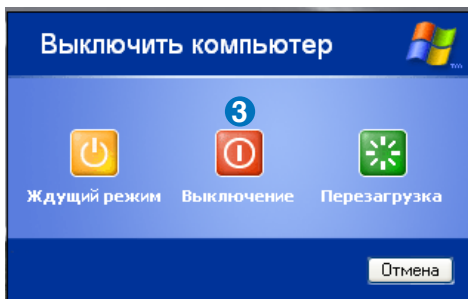 Выключить компьютер
3
Ждущий режим Выключение Перезагрузка
Отмена